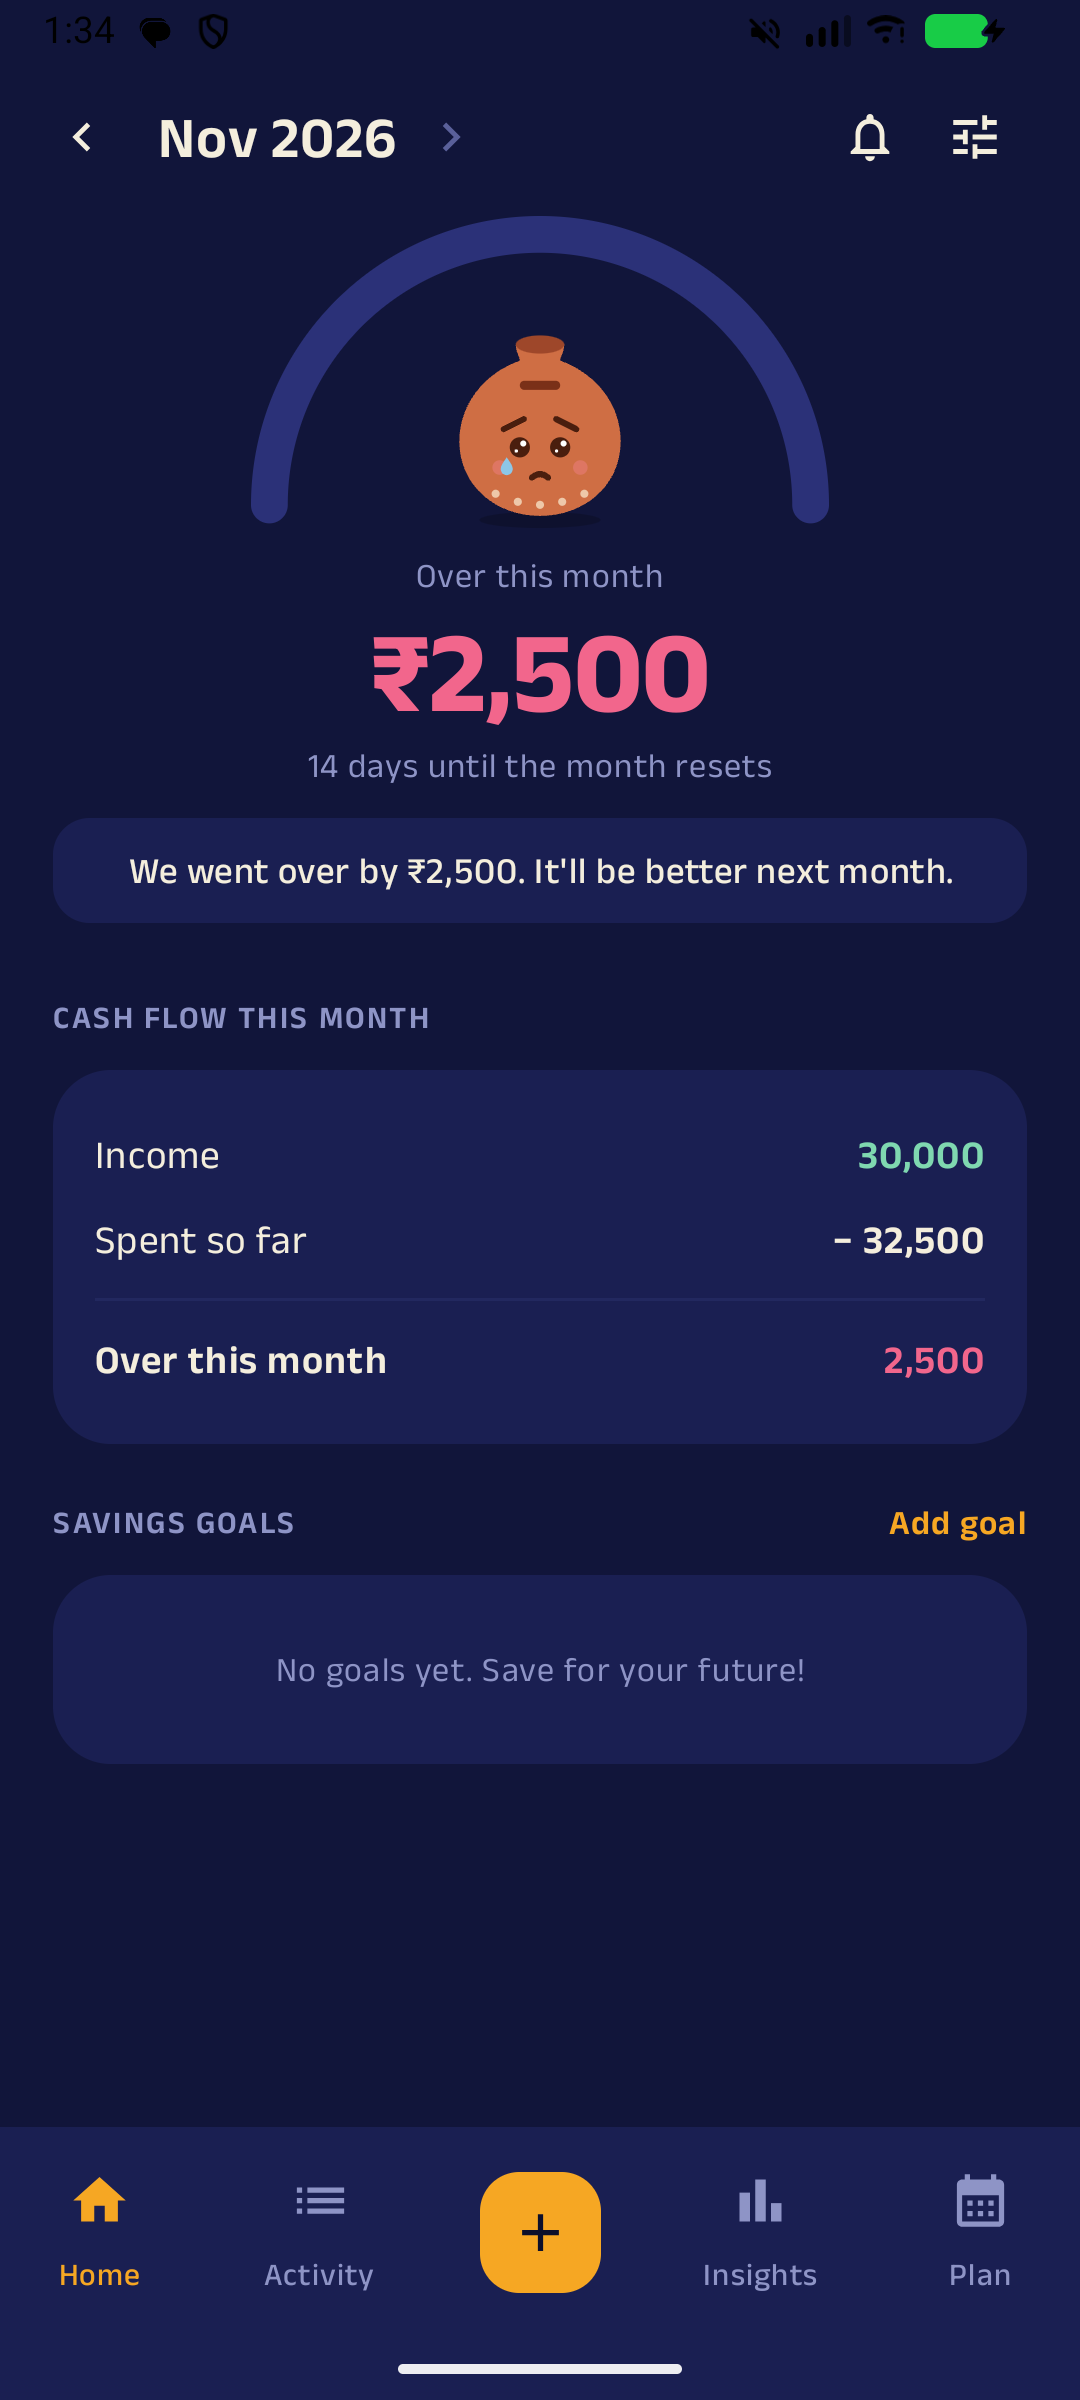 1:34
Nov 2026
Over this month
₹2,500
14 days until the month resets
We went over by ₹2,500. It'll be better next month.
CASH FLOW THIS MONTH
Income 30,000
Spent so far − 32,500
Over this month 2,500
SAVINGS GOALS Add goal
No goals yet. Save for your future!
Home Activity Insights Plan